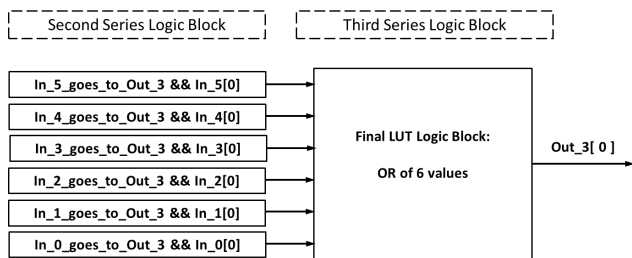 Second Series Logic Block
Third Series Logic Block
In_5_goes_to_Out_3 && In_5[0]
In_4_goes_to_Out_3 && In_4[0]
In_3_goes_to_Out_3 && In_3[0]
In_2_goes_to_Out_3 && In_2[0]
In_1_goes_to_Out_3 && In_1[0]
In_0_goes_to_Out_3 && In_0[0]
Final LUT Logic Block:
OR of 6 values
Out_3[ 0 ]